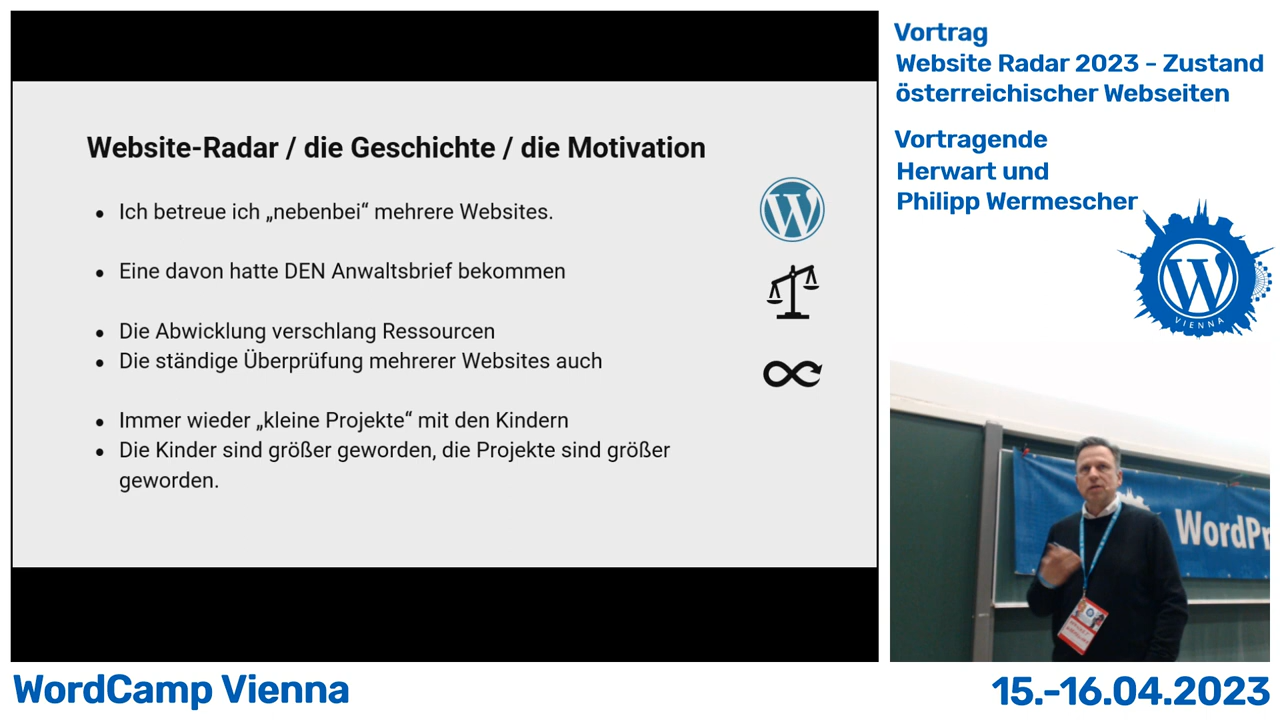 Website-Radar / die Geschichte / die Motivation
• Ich betreue ich „nebenbei“ mehrere Websites.
• Eine davon hatte DEN Anwaltsbrief bekommen
• Die Abwicklung verschlang Ressourcen
• Die ständige Überprüfung mehrerer Websites auch
• Immer wieder „kleine Projekte“ mit den Kindern
• Die Kinder sind größer geworden, die Projekte sind größer
geworden.
Vortrag
Website Radar 2023 - Zustand
österreichischer Webseiten
Vortragende
Herwart und
Philipp Wermescher
VIENNA
WordPr
WordCamp Vienna
15.-16.04.2023